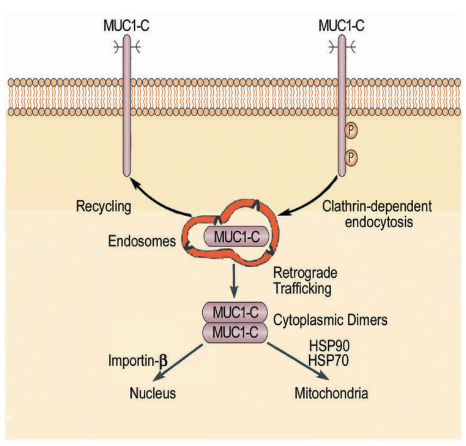 MUC1-C
MUC1-C
P
P
Recycling
Clathrin-dependent
endocytosis
Endosomes
MUC1-C
Retrograde
Trafficking
MUC1-C
MUC1-C
Cytoplasmic Dimers
Importin-β
HSP90
HSP70
Nucleus
Mitochondria